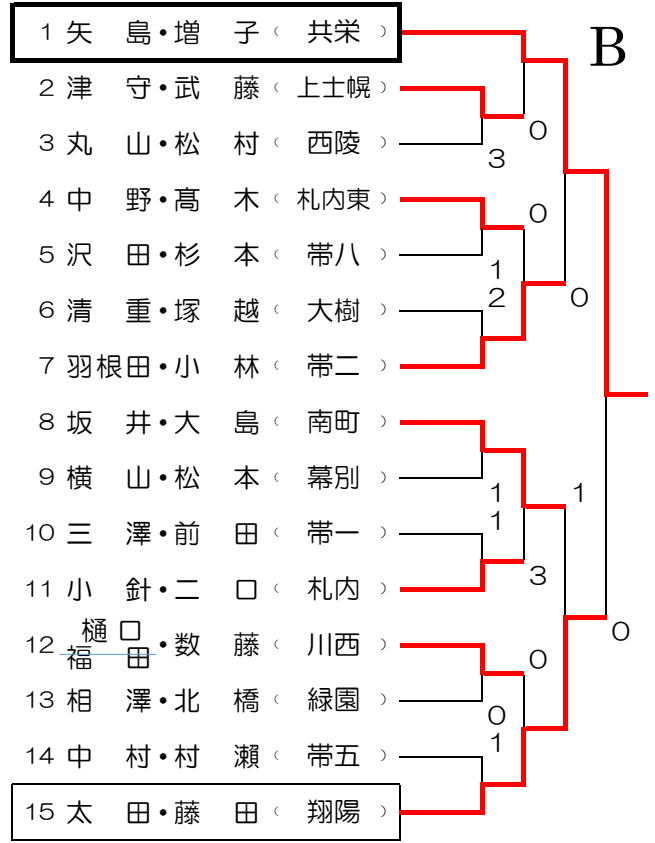 1 矢 島・増 子（ 共栄 ）
B
2 津 守・武 藤（ 上士幌 ）
0
3 丸 山・松 村（ 西陵 ）
3
4 中 野・髙 木（ 札内東 ）
0
5 沢 田・杉 本（ 帯八 ）
1
2
0
6 清 重・塚 越（ 大樹 ）
7 羽根田・小 林（ 帯二 ）
8 坂 井・大 島（ 南町 ）
9 横 山・松 本（ 幕別 ）
1
1
1
10 三 澤・前 田（ 帯一 ）
3
11 小 針・二 口（ 札内 ）
樋 口
12 福 田・数 藤（ 川西 ）
0
0
13 相 澤・北 橋（ 緑園 ）
0
1
14 中 村・村 瀬（ 帯五 ）
15 太 田・藤 田（ 翔陽 ）